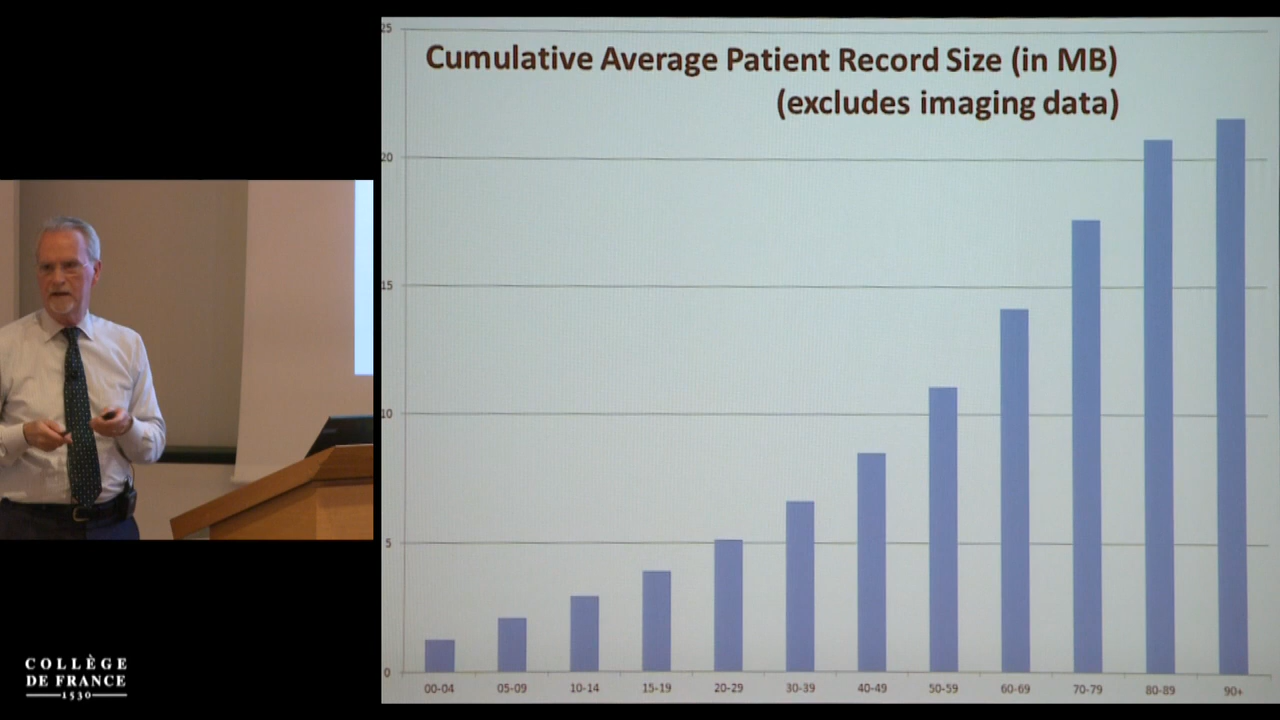 Cumulative Average Patient Record Size (in MB)
(excludes imaging data)
25
20
15
10
5
0
00-04 05-09 10-14 15-19 20-29 30-39 40-49 50-59 60-69 70-79 80-89 90+
COLLÈGE
DE FRANCE
1530